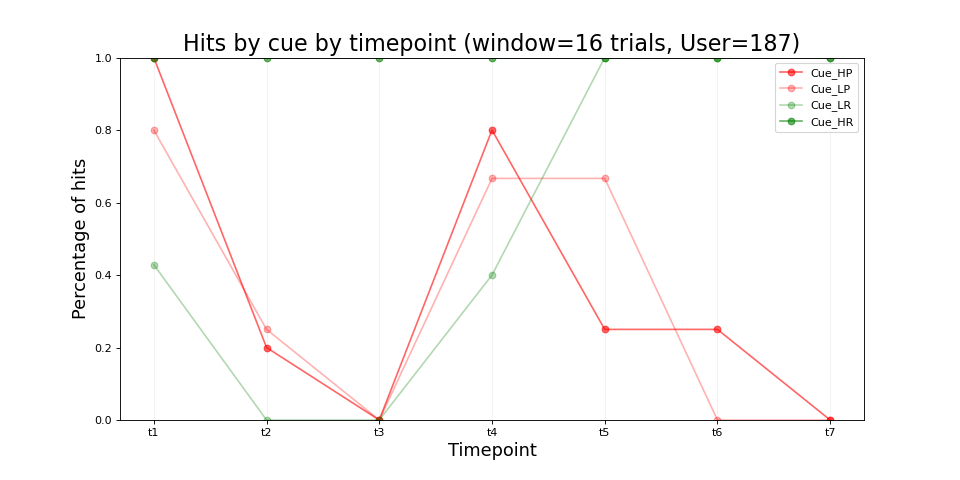 Hits by cue by timepoint (window=16 trials, User=187)
Percentage of hits
1.0
0.8
0.6
0.4
0.2
0.0
Cue_HP
Cue_LP
Cue_LR
Cue_HR
t1 t2 t3 t4 t5 t6 t7
Timepoint